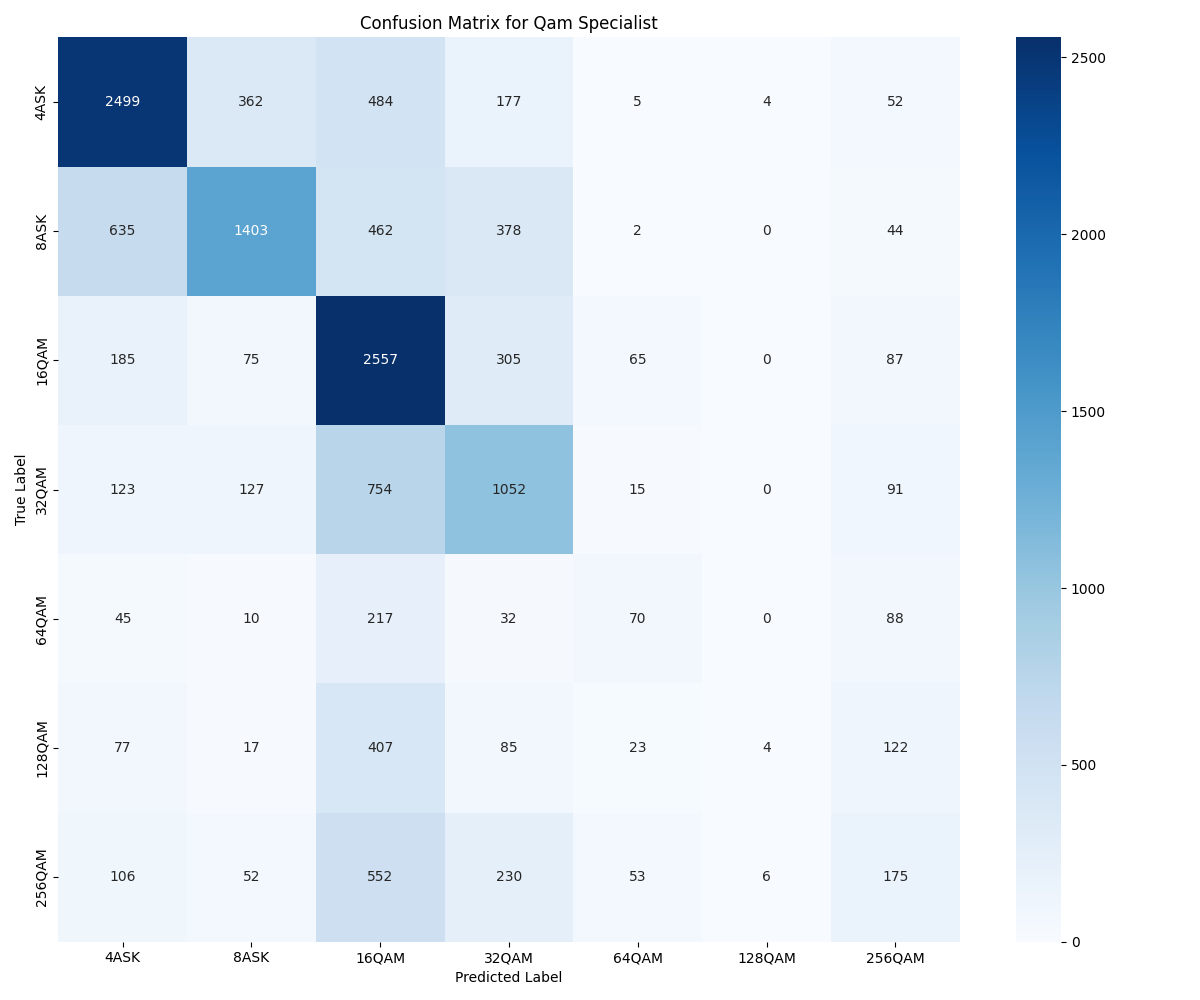 Confusion Matrix for Qam Specialist
True Label
4ASK 2499 362 484 177 5 4 52
8ASK 635 1403 462 378 2 0 44
16QAM 185 75 2557 305 65 0 87
32QAM 123 127 754 1052 15 0 91
64QAM 45 10 217 32 70 0 88
128QAM 77 17 407 85 23 4 122
256QAM 106 52 552 230 53 6 175
4ASK 8ASK 16QAM 32QAM 64QAM 128QAM 256QAM
Predicted Label
2500
2000
1500
1000
500
0